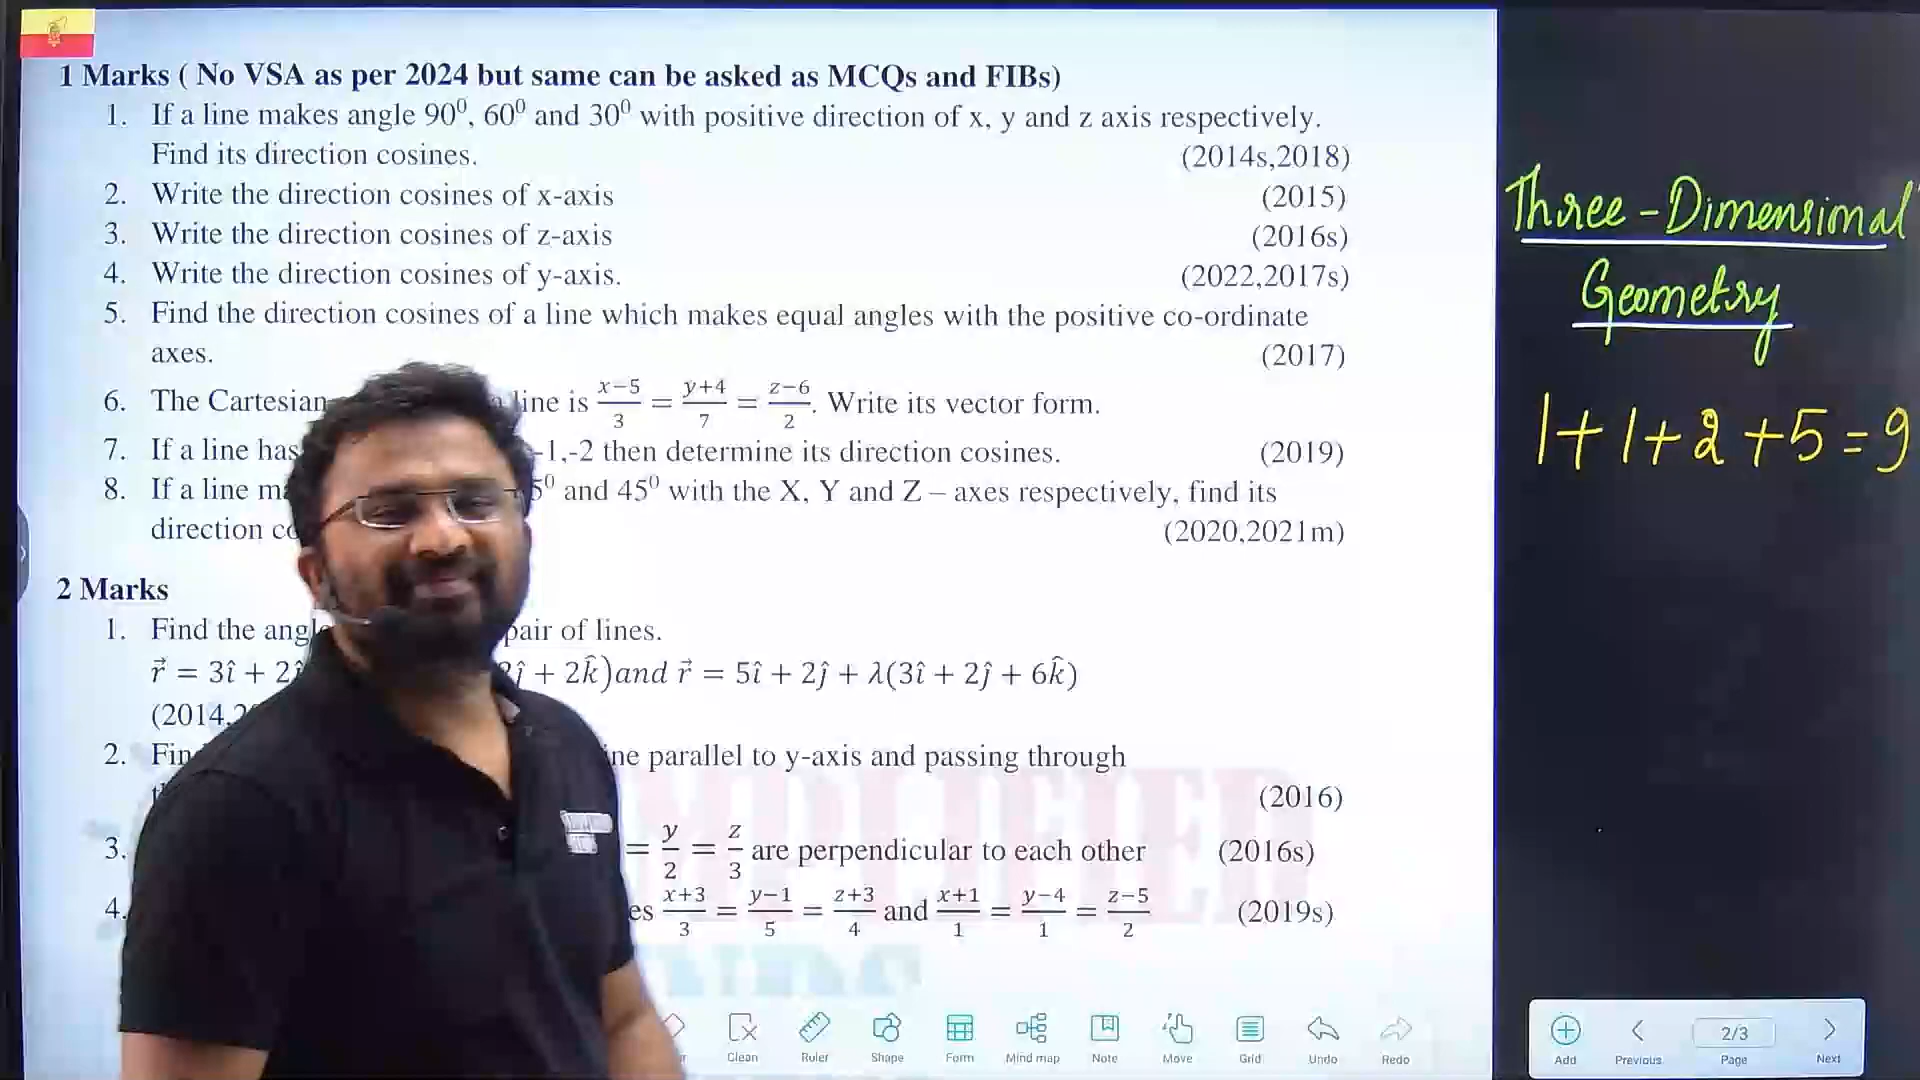 1 Marks ( No VSA as per 2024 but same can be asked as MCQs and FIBs)
1. If a line makes angle 90⁰, 60⁰ and 30⁰ with positive direction of x, y and z axis respectively.
Find its direction cosines. (2014s,2018)
2. Write the direction cosines of x-axis (2015)
3. Write the direction cosines of z-axis (2016s)
4. Write the direction cosines of y-axis. (2022,2017s)
5. Find the direction cosines of a line which makes equal angles with the positive co-ordinate
axes. (2017)
6. The Cartesian line is (x−5)/3 = (y+4)/7 = (z−6)/2. Write its vector form.
7. If a line has -1,-2 then determine its direction cosines. (2019)
8. If a line 5⁰ and 45⁰ with the X, Y and Z – axes respectively, find its
direction (2020,2021m)
2 Marks
1. Find the pair of lines.
r⃗ = 3î + 2ĵ + 2k̂)and r⃗ = 5î + 2ĵ + λ(3î + 2ĵ + 6k̂)
(2014,
2. parallel to y-axis and passing through
(2016)
3. = y/2 = z/3 are perpendicular to each other (2016s)
4. (x+3)/3 = (y−1)/5 = (z+3)/4 and (x+1)/1 = (y−4)/1 = (z−5)/2 (2019s)
Three-Dimensional
Geometry
1+1+2+5=9
Clean Ruler Shape Form Mind map Note Move Grid Undo Redo
Add Previous 2/3 Page Next